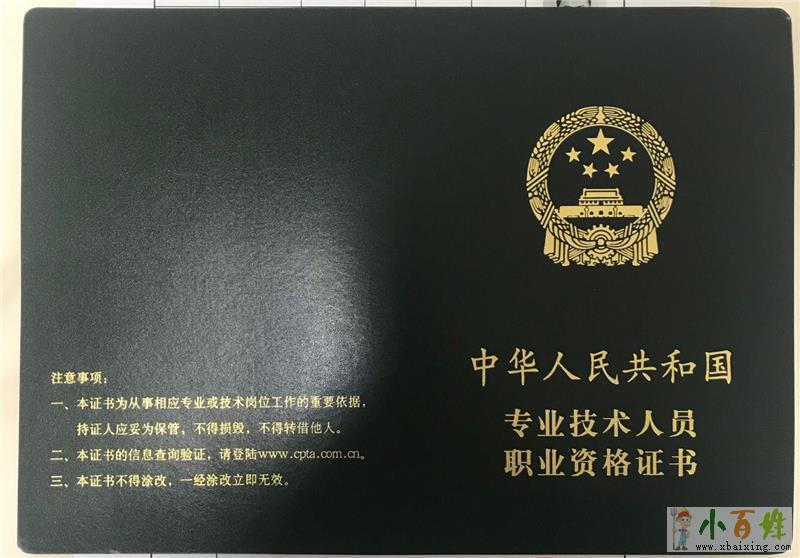 中华人民共和国
专业技术人员
职业资格证书
注意事项：
一、本证书为从事相应专业或技术岗位工作的重要依据，
持证人应妥为保管，不得损毁，不得转借他人。
二、本证书的信息查询验证，请登陆www.cpta.com.cn。
三、本证书不得涂改，一经涂改立即无效。
小百姓
www.xbaixing.com